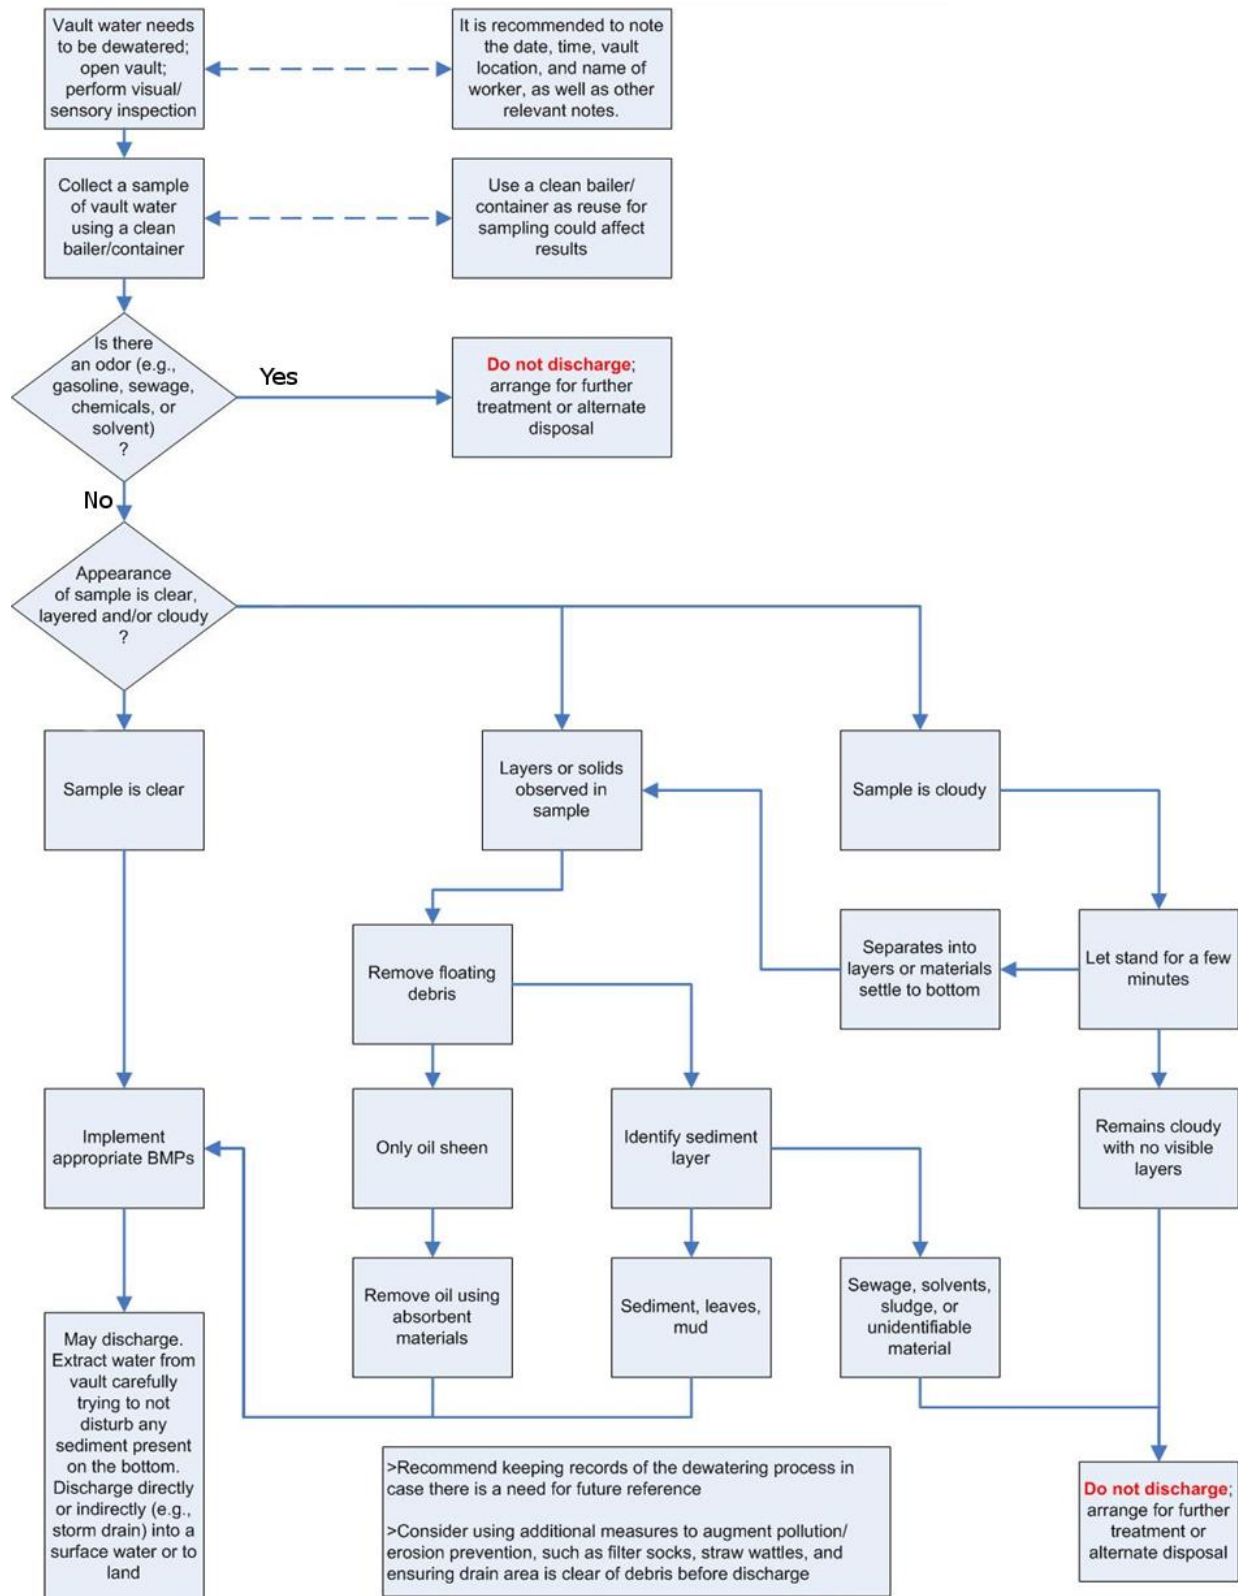 Vault water needs
to be dewatered;
open vault;
perform visual/
sensory inspection
It is recommended to note
the date, time, vault
location, and name of
worker, as well as other
relevant notes.
Collect a sample
of vault water
using a clean
bailer/container
Use a clean bailer/
container as reuse for
sampling could affect
results
Is there
an odor (e.g.,
gasoline, sewage,
chemicals, or
solvent)
?
Yes
Do not discharge;
arrange for further
treatment or alternate
disposal
No
Appearance
of sample is clear,
layered and/or cloudy
?
Sample is clear
Layers or solids
observed in
sample
Sample is cloudy
Remove floating
debris
Separates into
layers or materials
settle to bottom
Let stand for a few
minutes
Implement
appropriate BMPs
Only oil sheen
Identify sediment
layer
Remains cloudy
with no visible
layers
Remove oil using
absorbent
materials
Sediment, leaves,
mud
Sewage, solvents,
sludge, or
unidentifiable
material
May discharge.
Extract water from
vault carefully
trying to not
disturb any
sediment present
on the bottom.
Discharge directly
or indirectly (e.g.,
storm drain) into a
surface water or to
land
>Recommend keeping records of the dewatering process in
case there is a need for future reference
>Consider using additional measures to augment pollution/
erosion prevention, such as filter socks, straw wattles, and
ensuring drain area is clear of debris before discharge
Do not discharge;
arrange for further
treatment or
alternate disposal